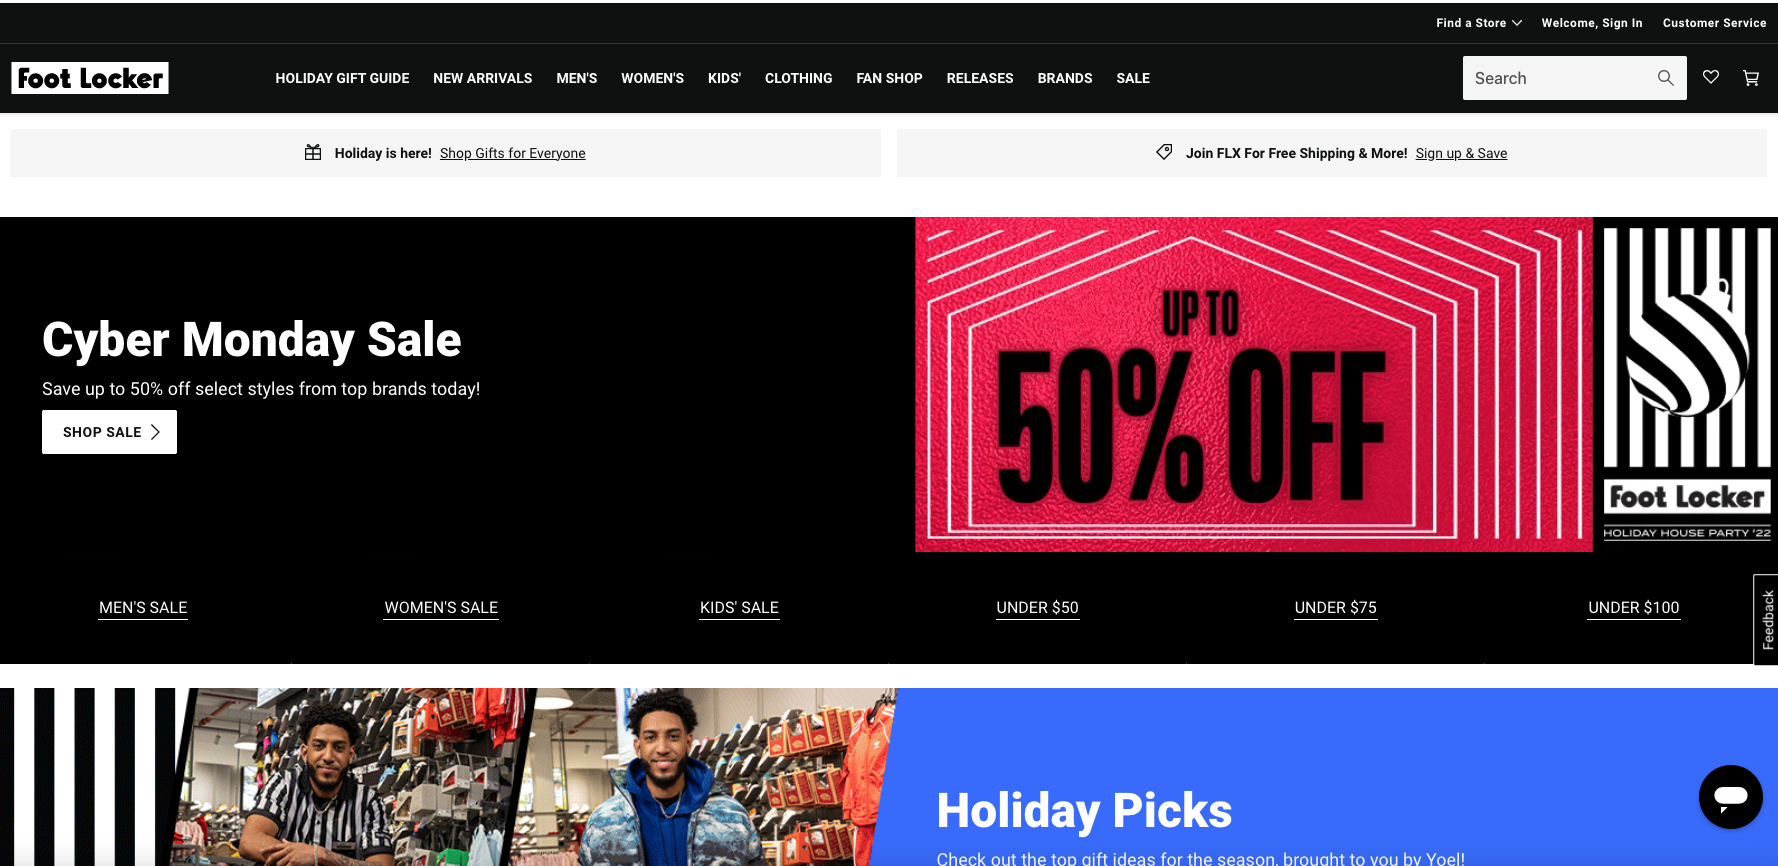 Find a Store
Welcome, Sign In
Customer Service
Foot Locker
HOLIDAY GIFT GUIDE
NEW ARRIVALS
MEN'S
WOMEN'S
KIDS'
CLOTHING
FAN SHOP
RELEASES
BRANDS
SALE
Search
Holiday is here! Shop Gifts for Everyone
Join FLX For Free Shipping & More! Sign up & Save
Cyber Monday Sale
Save up to 50% off select styles from top brands today!
SHOP SALE
UP TO
50% OFF
Foot Locker
HOLIDAY HOUSE PARTY '22
MEN'S SALE
WOMEN'S SALE
KIDS' SALE
UNDER $50
UNDER $75
UNDER $100
Feedback
Holiday Picks
Check out the top gift ideas for the season, brought to you by Yoel!